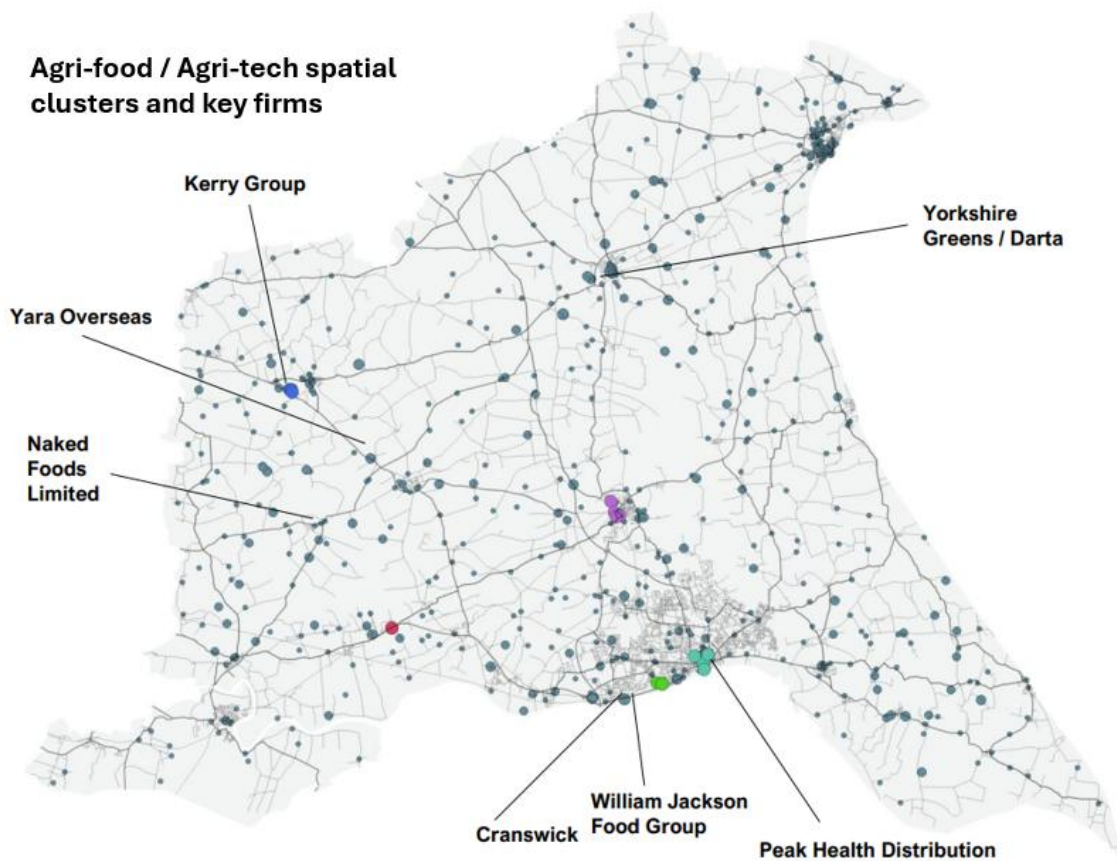 Agri-food / Agri-tech spatial
clusters and key firms
Kerry Group
Yorkshire
Greens / Darta
Yara Overseas
Naked
Foods
Limited
William Jackson
Food Group
Cranswick
Peak Health Distribution